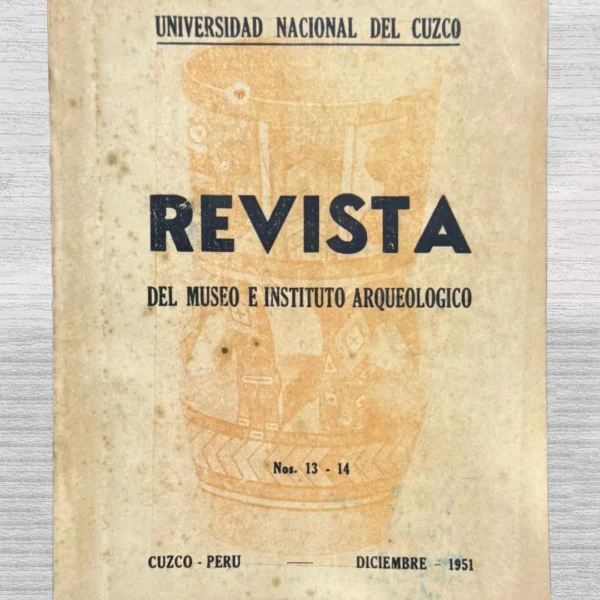 UNIVERSIDAD NACIONAL DEL CUZCO
REVISTA
DEL MUSEO E INSTITUTO ARQUEOLOGICO
Nos. 13 - 14
CUZCO - PERU — DICIEMBRE - 1951